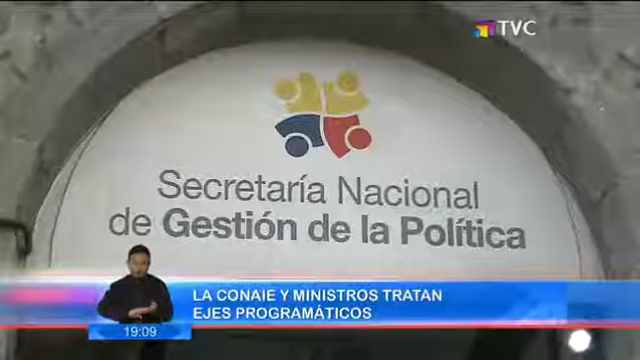 TVC
Secretaría Nacional
de Gestión de la Política
LA CONAIE Y MINISTROS TRATAN
EJES PROGRAMÁTICOS
19:09